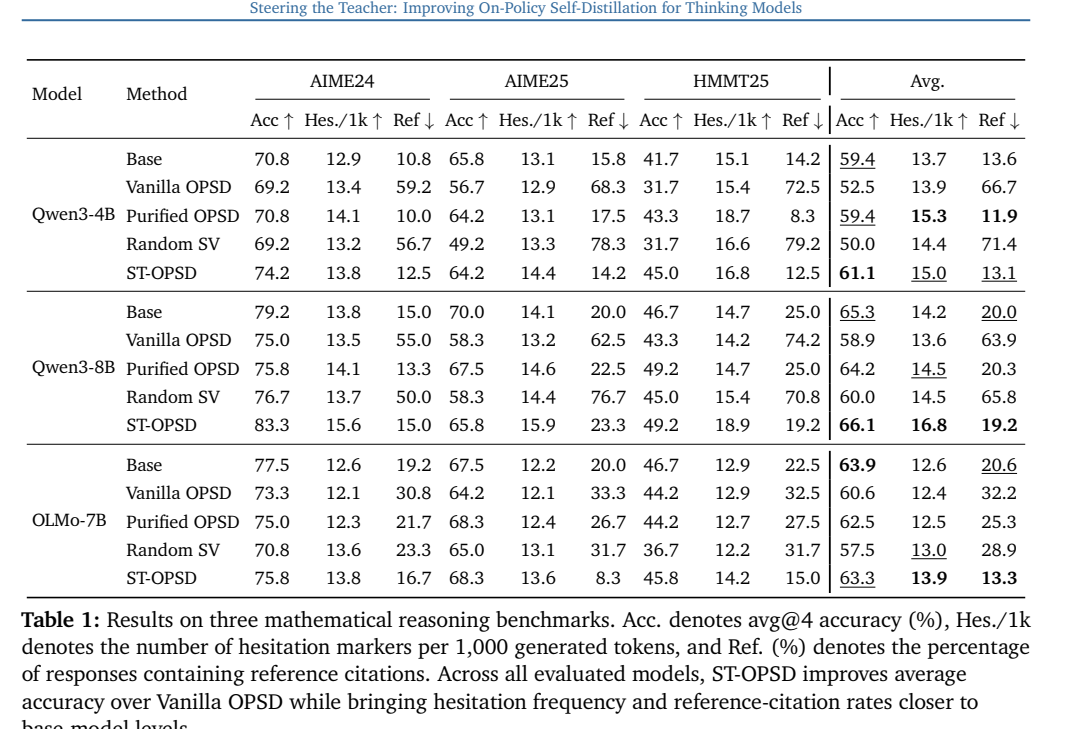 Steering the Teacher: Improving On-Policy Self-Distillation for Thinking Models
Model Method AIME24 AIME25 HMMT25 Avg.
Acc ↑ Hes./1k ↑ Ref ↓ Acc ↑ Hes./1k ↑ Ref ↓ Acc ↑ Hes./1k ↑ Ref ↓ Acc ↑ Hes./1k ↑ Ref ↓
Base 70.8 12.9 10.8 65.8 13.1 15.8 41.7 15.1 14.2 59.4 13.7 13.6
Vanilla OPSD 69.2 13.4 59.2 56.7 12.9 68.3 31.7 15.4 72.5 52.5 13.9 66.7
Qwen3-4B Purified OPSD 70.8 14.1 10.0 64.2 13.1 17.5 43.3 18.7 8.3 59.4 15.3 11.9
Random SV 69.2 13.2 56.7 49.2 13.3 78.3 31.7 16.6 79.2 50.0 14.4 71.4
ST-OPSD 74.2 13.8 12.5 64.2 14.4 14.2 45.0 16.8 12.5 61.1 15.0 13.1
Base 79.2 13.8 15.0 70.0 14.1 20.0 46.7 14.7 25.0 65.3 14.2 20.0
Vanilla OPSD 75.0 13.5 55.0 58.3 13.2 62.5 43.3 14.2 74.2 58.9 13.6 63.9
Qwen3-8B Purified OPSD 75.8 14.1 13.3 67.5 14.6 22.5 49.2 14.7 25.0 64.2 14.5 20.3
Random SV 76.7 13.7 50.0 58.3 14.4 76.7 45.0 15.4 70.8 60.0 14.5 65.8
ST-OPSD 83.3 15.6 15.0 65.8 15.9 23.3 49.2 18.9 19.2 66.1 16.8 19.2
Base 77.5 12.6 19.2 67.5 12.2 20.0 46.7 12.9 22.5 63.9 12.6 20.6
Vanilla OPSD 73.3 12.1 30.8 64.2 12.1 33.3 44.2 12.9 32.5 60.6 12.4 32.2
OLMo-7B Purified OPSD 75.0 12.3 21.7 68.3 12.4 26.7 44.2 12.7 27.5 62.5 12.5 25.3
Random SV 70.8 13.6 23.3 65.0 13.1 31.7 36.7 12.2 31.7 57.5 13.0 28.9
ST-OPSD 75.8 13.8 16.7 68.3 13.6 8.3 45.8 14.2 15.0 63.3 13.9 13.3
Table 1: Results on three mathematical reasoning benchmarks. Acc. denotes avg@4 accuracy (%), Hes./1k
denotes the number of hesitation markers per 1,000 generated tokens, and Ref. (%) denotes the percentage
of responses containing reference citations. Across all evaluated models, ST-OPSD improves average
accuracy over Vanilla OPSD while bringing hesitation frequency and reference-citation rates closer to
base-model levels.